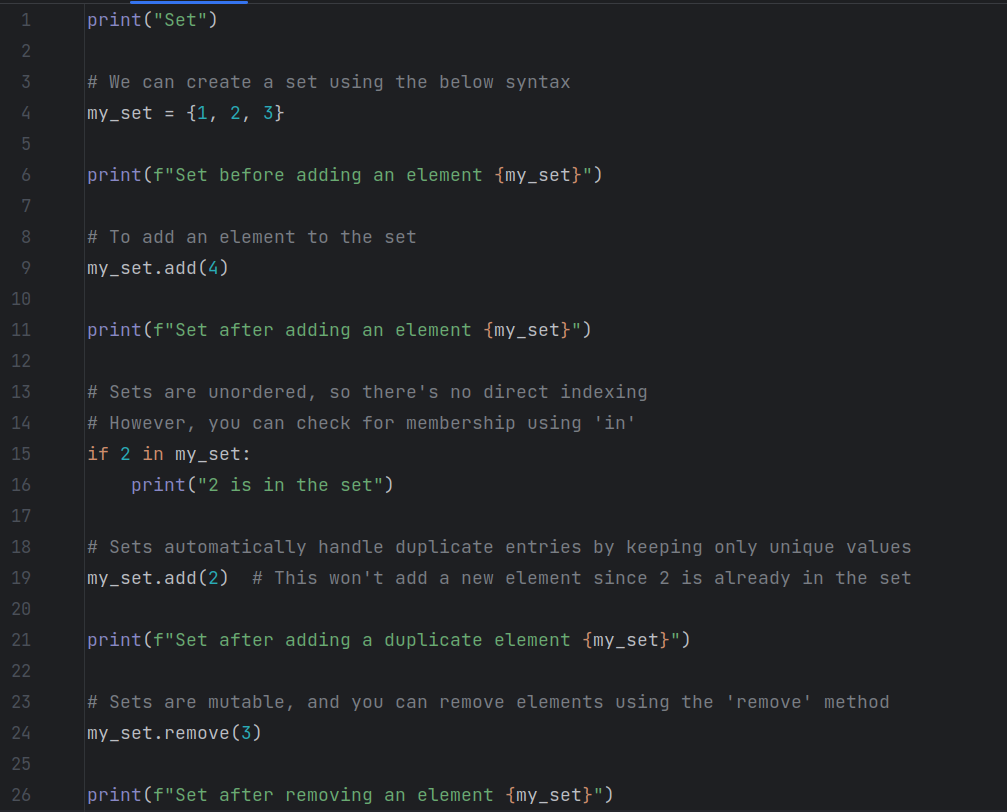 1 print("Set")
2
3 # We can create a set using the below syntax
4 my_set = {1, 2, 3}
5
6 print(f"Set before adding an element {my_set}")
7
8 # To add an element to the set
9 my_set.add(4)
10
11 print(f"Set after adding an element {my_set}")
12
13 # Sets are unordered, so there's no direct indexing
14 # However, you can check for membership using 'in'
15 if 2 in my_set:
16     print("2 is in the set")
17
18 # Sets automatically handle duplicate entries by keeping only unique values
19 my_set.add(2)  # This won't add a new element since 2 is already in the set
20
21 print(f"Set after adding a duplicate element {my_set}")
22
23 # Sets are mutable, and you can remove elements using the 'remove' method
24 my_set.remove(3)
25
26 print(f"Set after removing an element {my_set}")